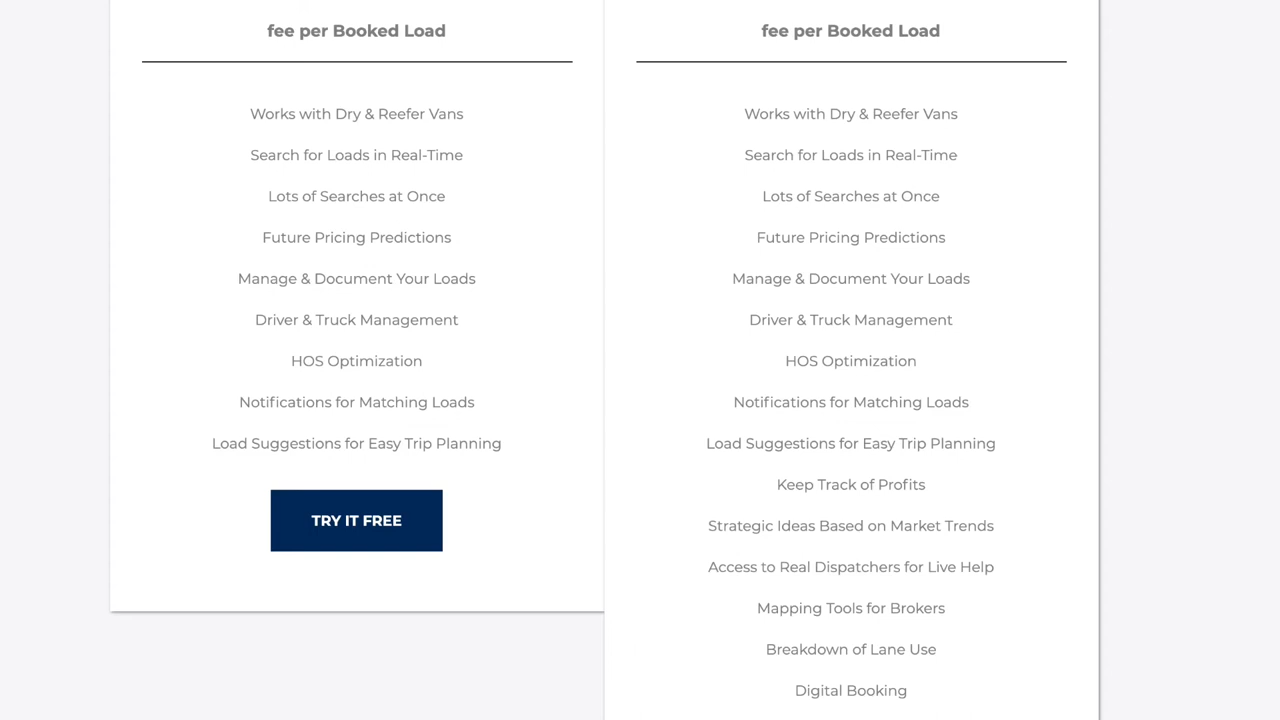 fee per Booked Load
Works with Dry & Reefer Vans
Search for Loads in Real-Time
Lots of Searches at Once
Future Pricing Predictions
Manage & Document Your Loads
Driver & Truck Management
HOS Optimization
Notifications for Matching Loads
Load Suggestions for Easy Trip Planning
TRY IT FREE
fee per Booked Load
Works with Dry & Reefer Vans
Search for Loads in Real-Time
Lots of Searches at Once
Future Pricing Predictions
Manage & Document Your Loads
Driver & Truck Management
HOS Optimization
Notifications for Matching Loads
Load Suggestions for Easy Trip Planning
Keep Track of Profits
Strategic Ideas Based on Market Trends
Access to Real Dispatchers for Live Help
Mapping Tools for Brokers
Breakdown of Lane Use
Digital Booking